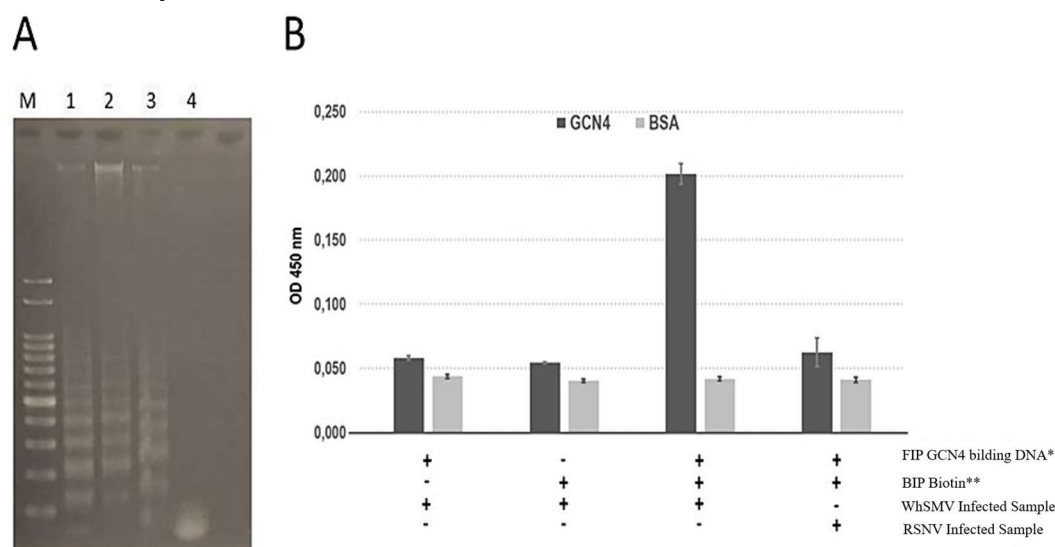 A
B
M 1 2 3 4
0,250
GCN4 BSA
0,200
0,150
0,100
0,050
0,000
OD 450 nm
+ - + + FIP GCN4 bilding DNA*
- + + + BIP Biotin**
+ + + - WhSMV Infected Sample
- - - + RSNV Infected Sample